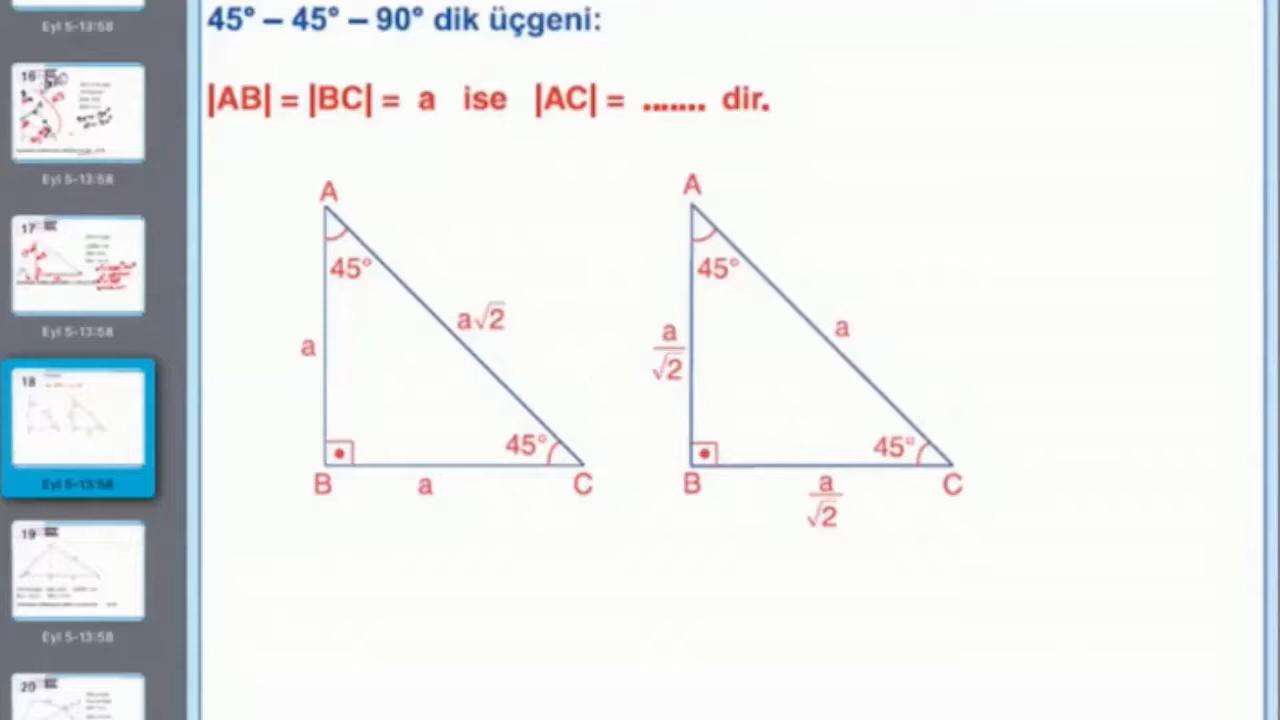 45° – 45° – 90° dik üçgeni:
|AB| = |BC| = a ise |AC| = ....... dir.
A
45°
a
a√2
45°
B
a
C
A
45°
a/√2
a
45°
B
a/√2
C
Eyl 5-13:58
16
Eyl 5-13:58
17
Eyl 5-13:58
18
Eyl 5-13:58
19
Eyl 5-13:58
20